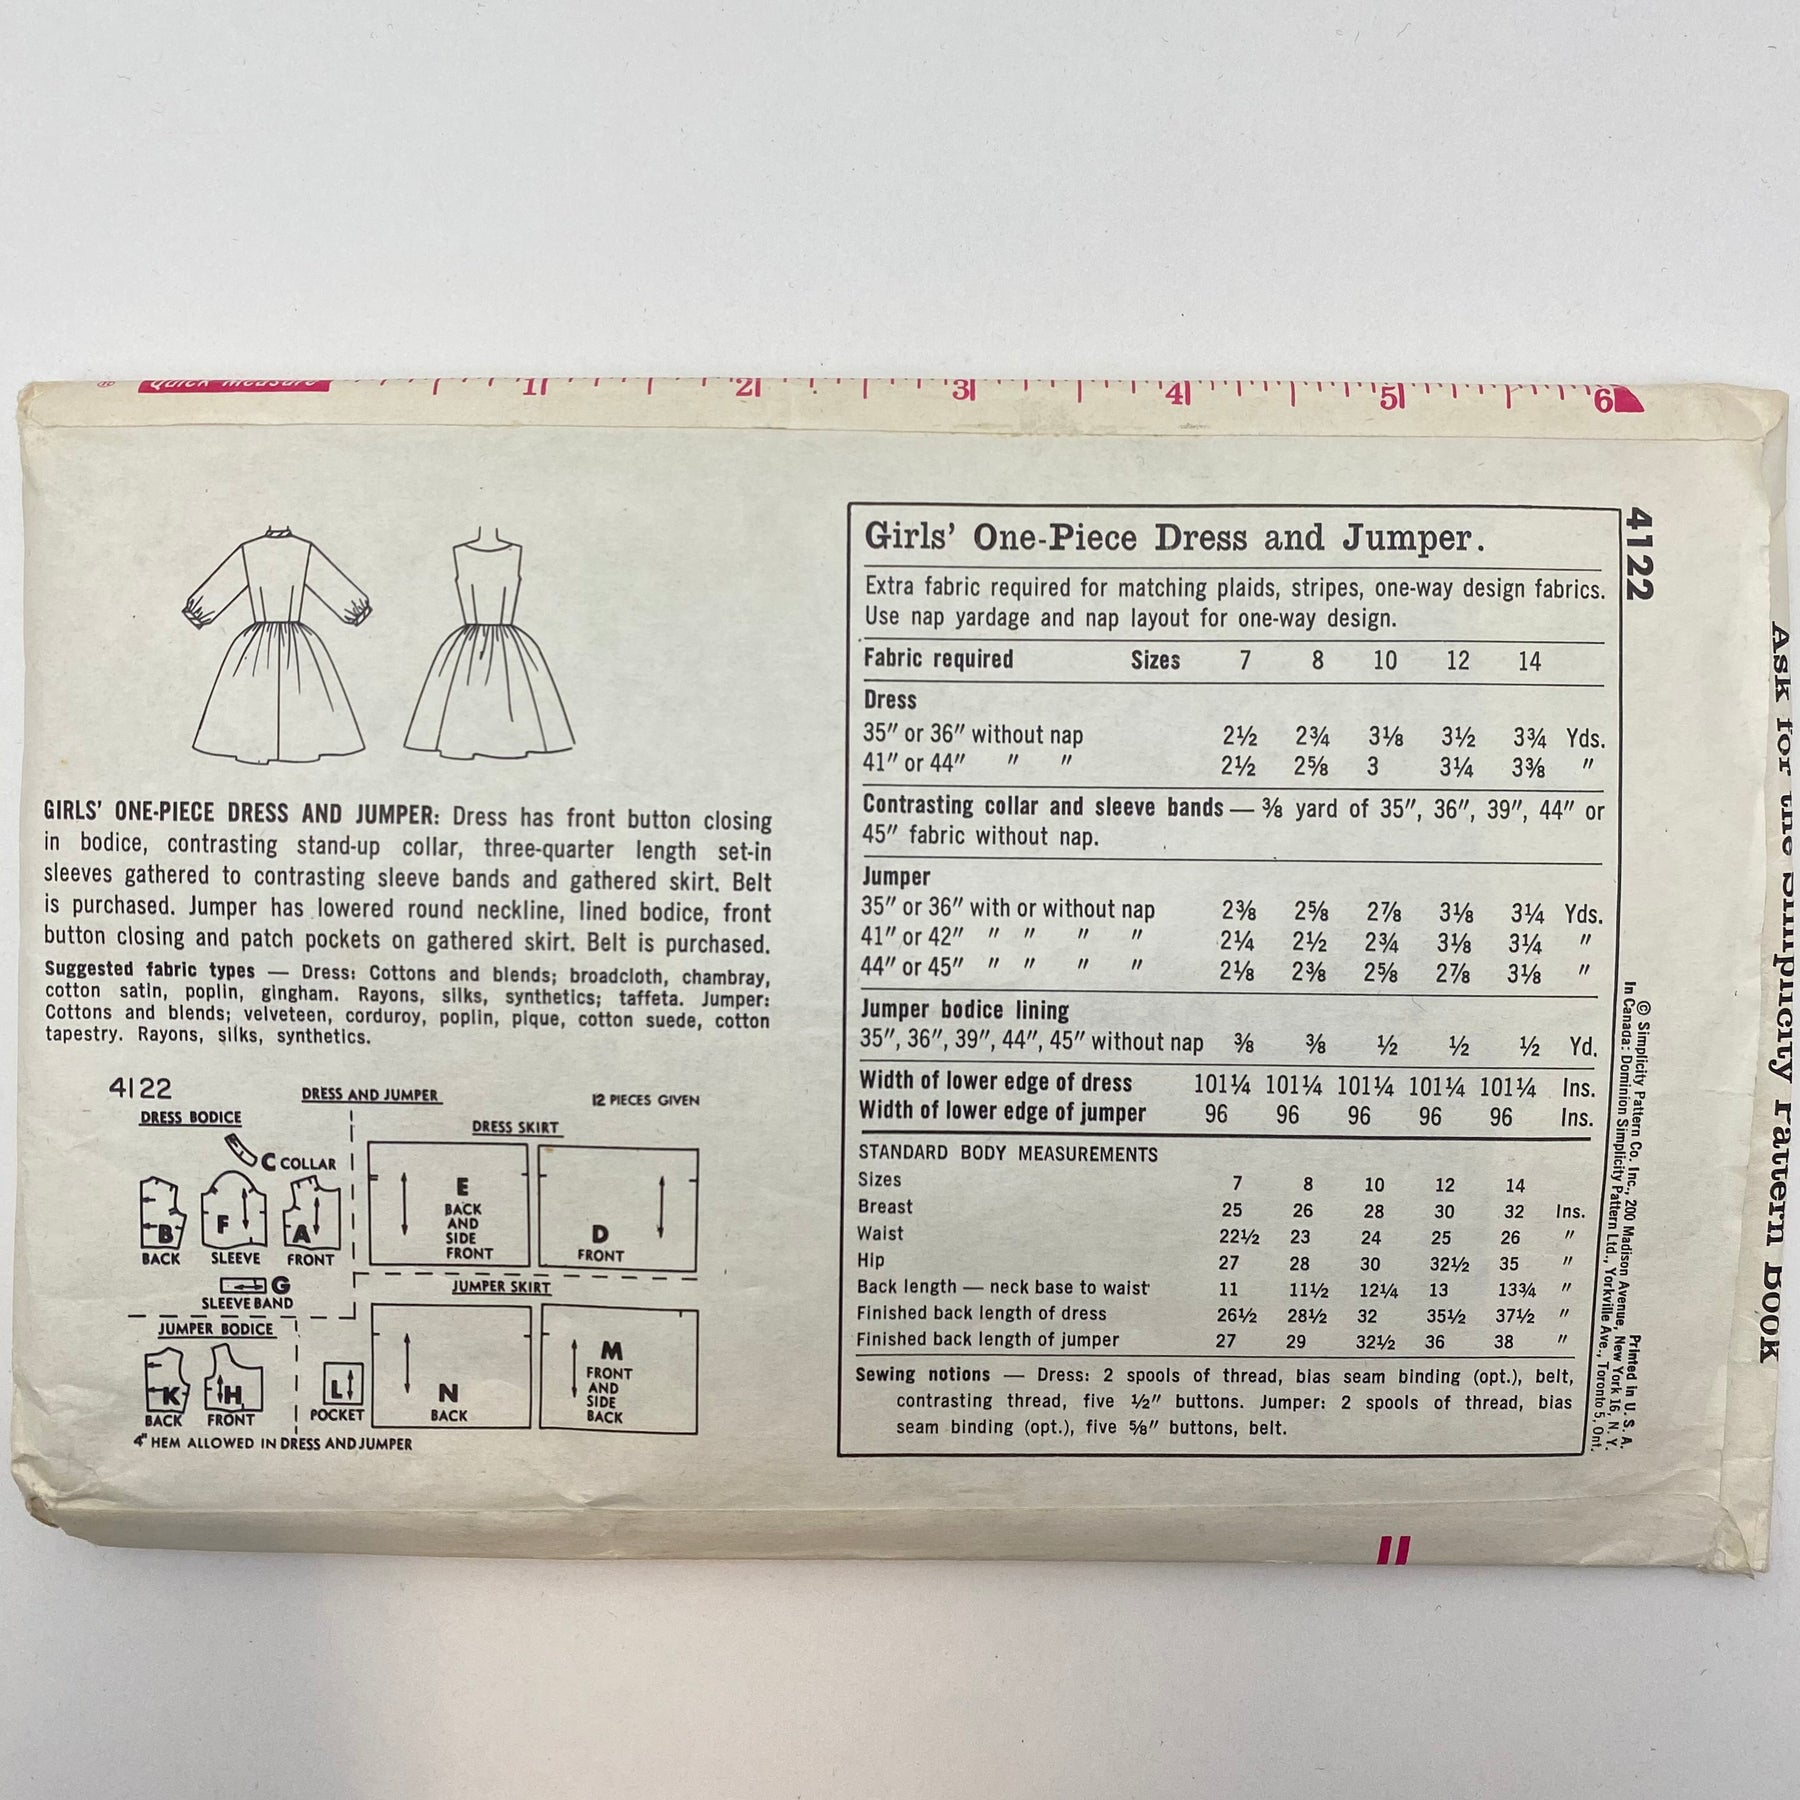 Quick Measure
1 2 3 4 5 6
GIRLS' ONE-PIECE DRESS AND JUMPER: Dress has front button closing
in bodice, contrasting stand-up collar, three-quarter length set-in
sleeves gathered to contrasting sleeve bands and gathered skirt. Belt
is purchased. Jumper has lowered round neckline, lined bodice, front
button closing and patch pockets on gathered skirt. Belt is purchased.
Suggested fabric types — Dress: Cottons and blends; broadcloth, chambray,
cotton satin, poplin, gingham. Rayons, silks, synthetics; taffeta. Jumper:
Cottons and blends; velveteen, corduroy, poplin, pique, cotton suede, cotton
tapestry. Rayons, silks, synthetics.
4122
DRESS AND JUMPER
12 PIECES GIVEN
DRESS BODICE
C COLLAR
B
BACK
F
SLEEVE
A
FRONT
G
SLEEVE BAND
DRESS SKIRT
E
BACK
AND
SIDE
FRONT
D
FRONT
JUMPER BODICE
K
BACK
H
FRONT
L
POCKET
JUMPER SKIRT
N
BACK
M
FRONT
AND
SIDE
BACK
4" HEM ALLOWED IN DRESS AND JUMPER
Girls' One-Piece Dress and Jumper.
Extra fabric required for matching plaids, stripes, one-way design fabrics.
Use nap yardage and nap layout for one-way design.
Fabric required Sizes 7 8 10 12 14
Dress
35" or 36" without nap 2½ 2¾ 3⅛ 3½ 3¾ Yds.
41" or 44" " " 2½ 2⅝ 3 3¼ 3⅜ "
Contrasting collar and sleeve bands — ⅜ yard of 35", 36", 39", 44" or
45" fabric without nap.
Jumper
35" or 36" with or without nap 2⅜ 2⅝ 2⅞ 3⅛ 3¼ Yds.
41" or 42" " " " " 2¼ 2½ 2¾ 3⅛ 3¼ "
44" or 45" " " " " 2⅛ 2⅜ 2⅝ 2⅞ 3⅛ "
Jumper bodice lining
35", 36", 39", 44", 45" without nap ⅜ ⅜ ½ ½ ½ Yd.
Width of lower edge of dress 101¼ 101¼ 101¼ 101¼ 101¼ Ins.
Width of lower edge of jumper 96 96 96 96 96 Ins.
STANDARD BODY MEASUREMENTS
Sizes 7 8 10 12 14
Breast 25 26 28 30 32 Ins.
Waist 22½ 23 24 25 26 "
Hip 27 28 30 32½ 35 "
Back length — neck base to waist 11 11½ 12¼ 13 13¾ "
Finished back length of dress 26½ 28½ 32 35½ 37½ "
Finished back length of jumper 27 29 32½ 36 38 "
Sewing notions — Dress: 2 spools of thread, bias seam binding (opt.), belt,
contrasting thread, five ½" buttons. Jumper: 2 spools of thread, bias
seam binding (opt.), five ⅝" buttons, belt.
4122
© Simplicity Pattern Co. Inc., 200 Madison Avenue, New York 16, N. Y.
In Canada: Dominion Simplicity Pattern Ltd., Yorkville Ave., Toronto 5, Ont.
Printed in U. S. A.
Ask for the Simplicity Pattern Book